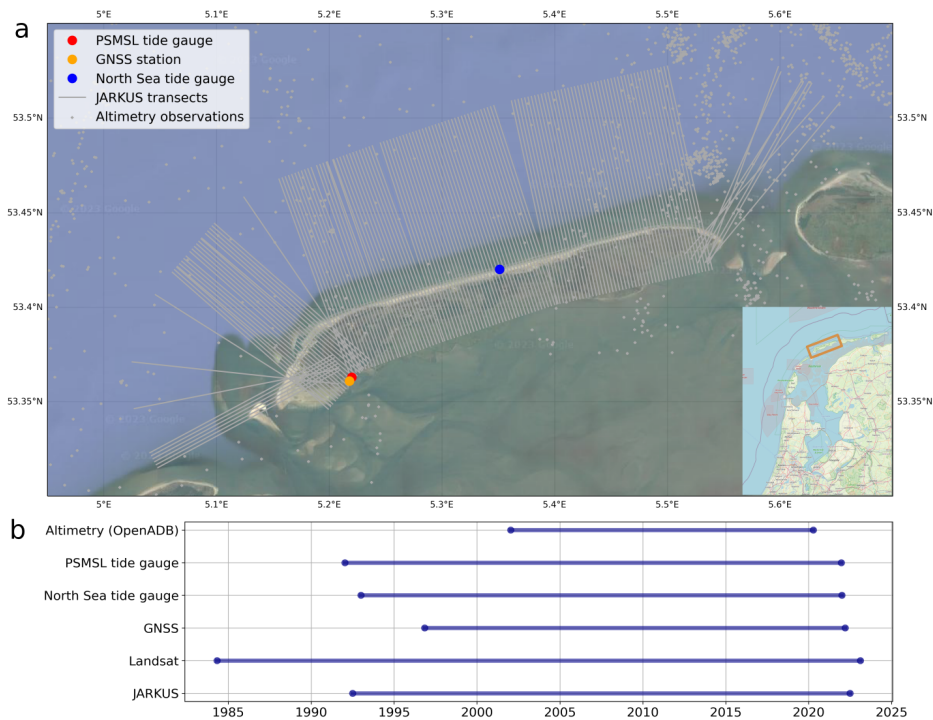 a
5°E 5.1°E 5.2°E 5.3°E 5.4°E 5.5°E 5.6°E
PSMSL tide gauge
GNSS station
North Sea tide gauge
JARKUS transects
Altimetry observations
53.5°N 53.5°N
53.45°N 53.45°N
53.4°N 53.4°N
53.35°N 53.35°N
5°E 5.1°E 5.2°E 5.3°E 5.4°E 5.5°E 5.6°E
b
Altimetry (OpenADB)
PSMSL tide gauge
North Sea tide gauge
GNSS
Landsat
JARKUS
1985 1990 1995 2000 2005 2010 2015 2020 2025